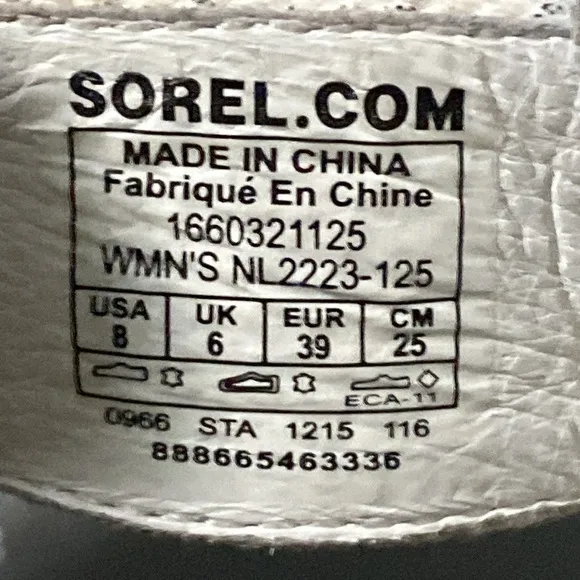 SOREL.COM
MADE IN CHINA
Fabriqué En Chine
1660321125
WMN'S NL2223-125
USA UK EUR CM
8 6 39 25
ECA-11
0966 STA 1215 116
888665463336